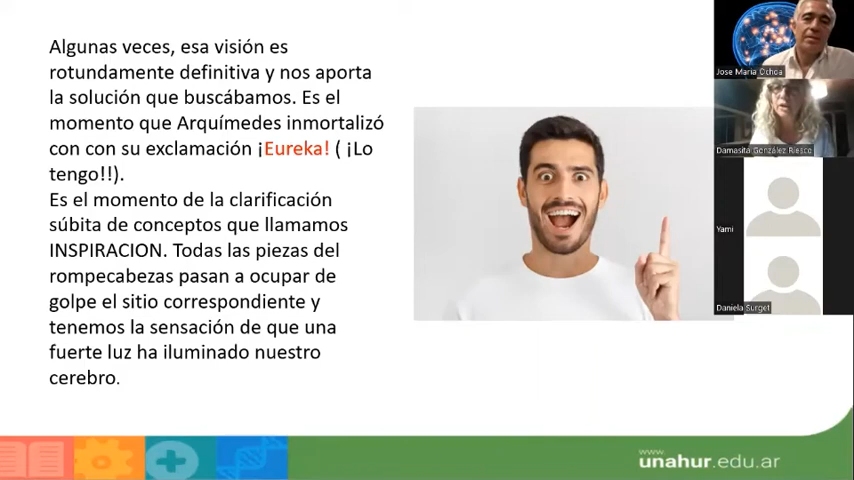 Algunas veces, esa visión es
rotundamente definitiva y nos aporta
la solución que buscábamos. Es el
momento que Arquímedes inmortalizó
con con su exclamación ¡Eureka! ( ¡Lo
tengo!!).
Es el momento de la clarificación
súbita de conceptos que llamamos
INSPIRACION. Todas las piezas del
rompecabezas pasan a ocupar de
golpe el sitio correspondiente y
tenemos la sensación de que una
fuerte luz ha iluminado nuestro
cerebro.
Jose Maria Ochoa
Damasita González Riesco
Yami
Daniela Surget
www.
unahur.edu.ar